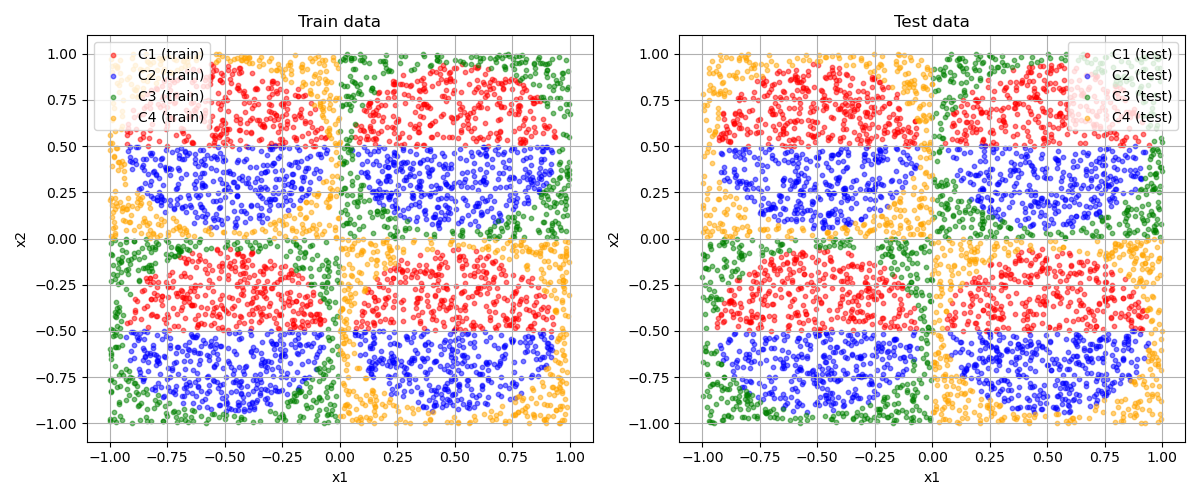 Train data
C1 (train)
C2 (train)
C3 (train)
C4 (train)
1.00
0.75
0.50
0.25
0.00
−0.25
−0.50
−0.75
−1.00
x2
−1.00 −0.75 −0.50 −0.25 0.00 0.25 0.50 0.75 1.00
x1
Test data
C1 (test)
C2 (test)
C3 (test)
C4 (test)
1.00
0.75
0.50
0.25
0.00
−0.25
−0.50
−0.75
−1.00
x2
−1.00 −0.75 −0.50 −0.25 0.00 0.25 0.50 0.75 1.00
x1